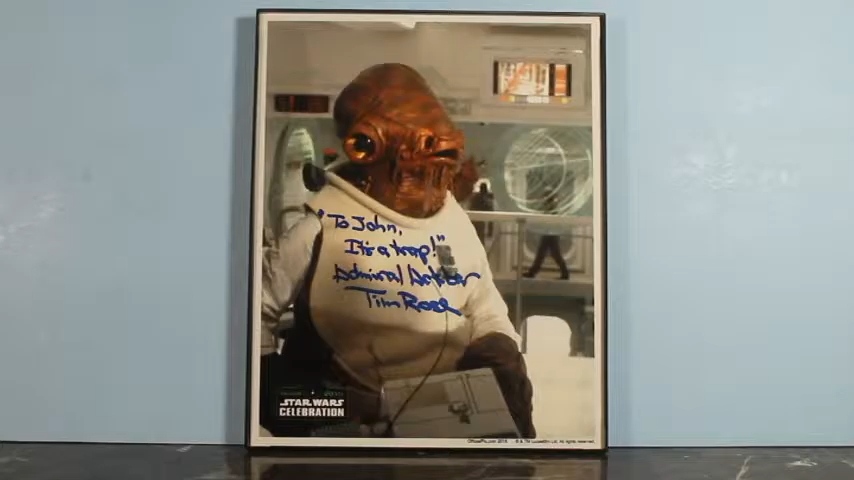 "To John,
It's a trap!"
Admiral Ackbar
Tim Rose
STAR WARS
CELEBRATION